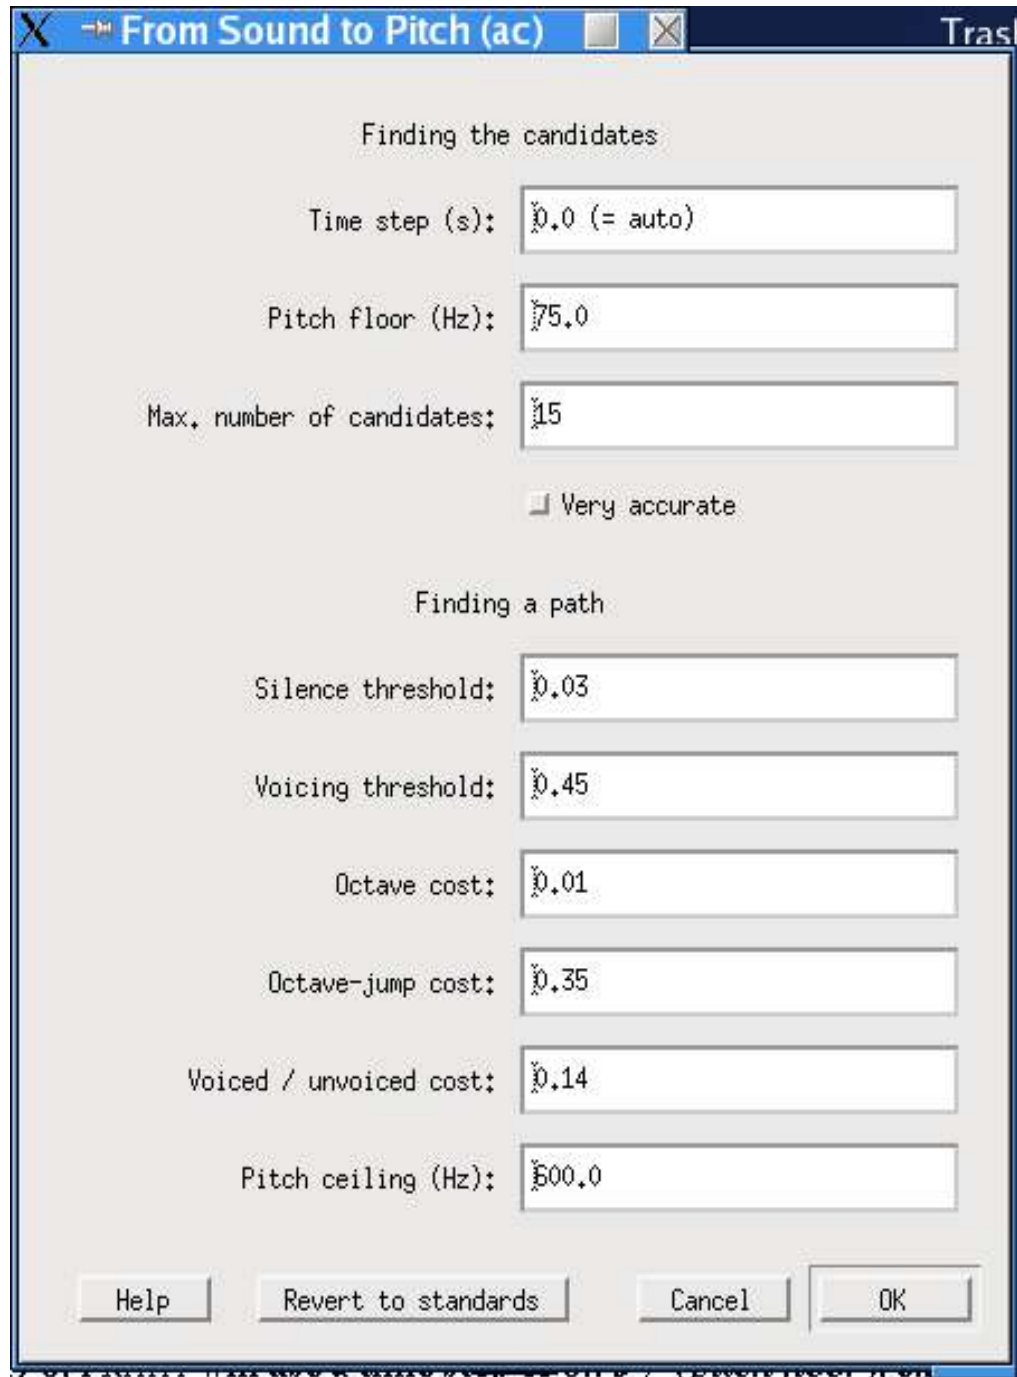 From Sound to Pitch (ac)
Finding the candidates
Time step (s): 0.0 (= auto)
Pitch floor (Hz): 75.0
Max. number of candidates: 15
Very accurate
Finding a path
Silence threshold: 0.03
Voicing threshold: 0.45
Octave cost: 0.01
Octave-jump cost: 0.35
Voiced / unvoiced cost: 0.14
Pitch ceiling (Hz): 600.0
Help Revert to standards Cancel OK